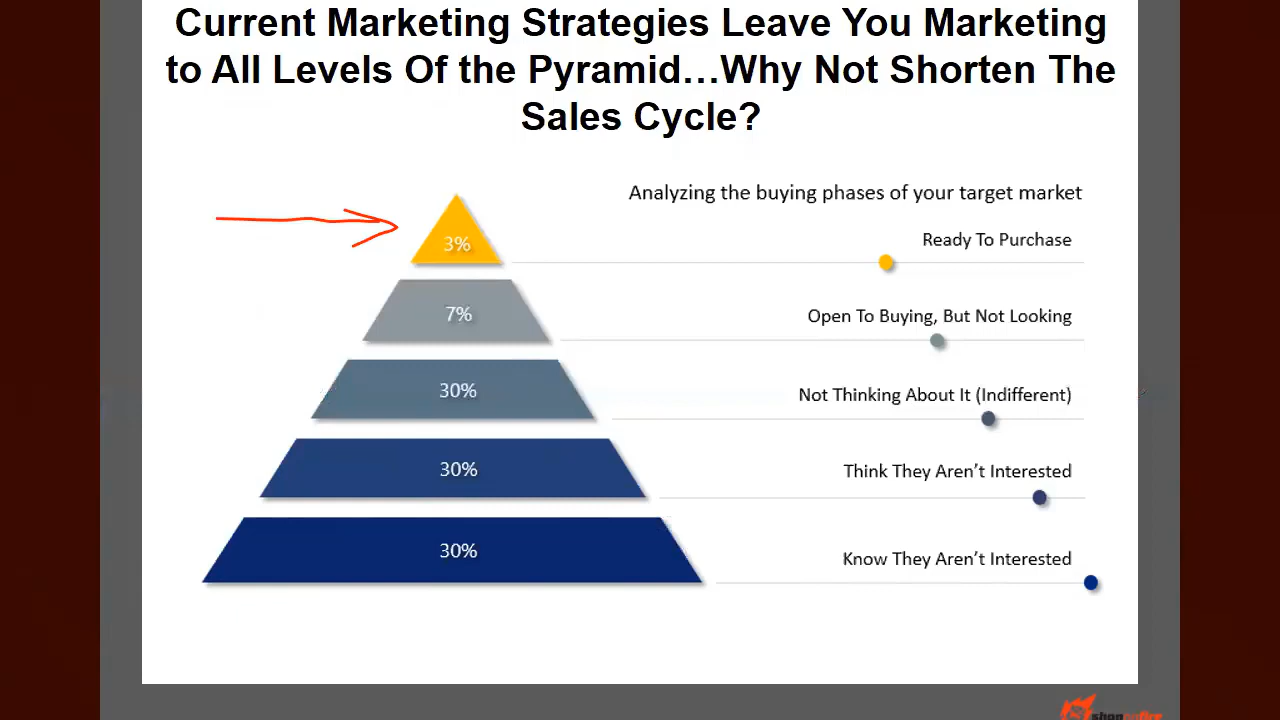 Current Marketing Strategies Leave You Marketing
to All Levels Of the Pyramid…Why Not Shorten The
Sales Cycle?
Analyzing the buying phases of your target market
3%
Ready To Purchase
7%
Open To Buying, But Not Looking
30%
Not Thinking About It (Indifferent)
30%
Think They Aren’t Interested
30%
Know They Aren’t Interested